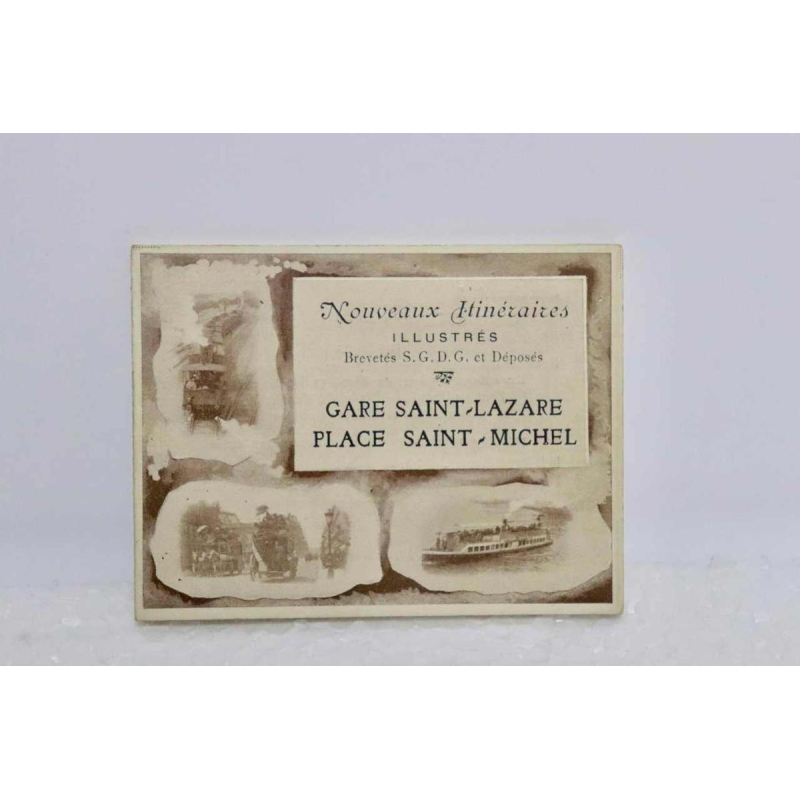 Nouveaux Itinéraires
ILLUSTRÉS
Brevetés S.G.D.G. et Déposés
GARE SAINT-LAZARE
PLACE SAINT-MICHEL